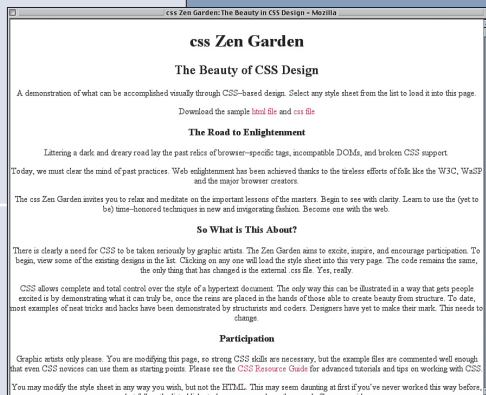 css Zen Garden: The Beauty in CSS Design - Mozilla
css Zen Garden
The Beauty of CSS Design
A demonstration of what can be accomplished visually through CSS-based design. Select any style sheet from the list to load it into this page.
Download the sample html file and css file
The Road to Enlightenment
Littering a dark and dreary road lay the past relics of browser-specific tags, incompatible DOMs, and broken CSS support.
Today, we must clear the mind of past practices. Web enlightenment has been achieved thanks to the tireless efforts of folk like the W3C, WaSP
and the major browser creators.
The css Zen Garden invites you to relax and meditate on the important lessons of the masters. Begin to see with clarity. Learn to use the (yet to
be) time-honored techniques in new and invigorating fashion. Become one with the web.
So What is This About?
There is clearly a need for CSS to be taken seriously by graphic artists. The Zen Garden aims to excite, inspire, and encourage participation. To
begin, view some of the existing designs in the list. Clicking on any one will load the style sheet into this very page. The code remains the same,
the only thing that has changed is the external .css file. Yes, really.
CSS allows complete and total control over the style of a hypertext document. The only way this can be illustrated in a way that gets people
excited is by demonstrating what it can truly be, once the reins are placed in the hands of those able to create beauty from structure. To date,
most examples of neat tricks and hacks have been demonstrated by structurists and coders. Designers have yet to make their mark. This needs to
change.
Participation
Graphic artists only please. You are modifying this page, so strong CSS skills are necessary, but the example files are commented well enough
that even CSS novices can use them as starting points. Please see the CSS Resource Guide for advanced tutorials and tips on working with CSS.
You may modify the style sheet in any way you wish, but not the HTML. This may seem daunting at first if you've never worked this way before,